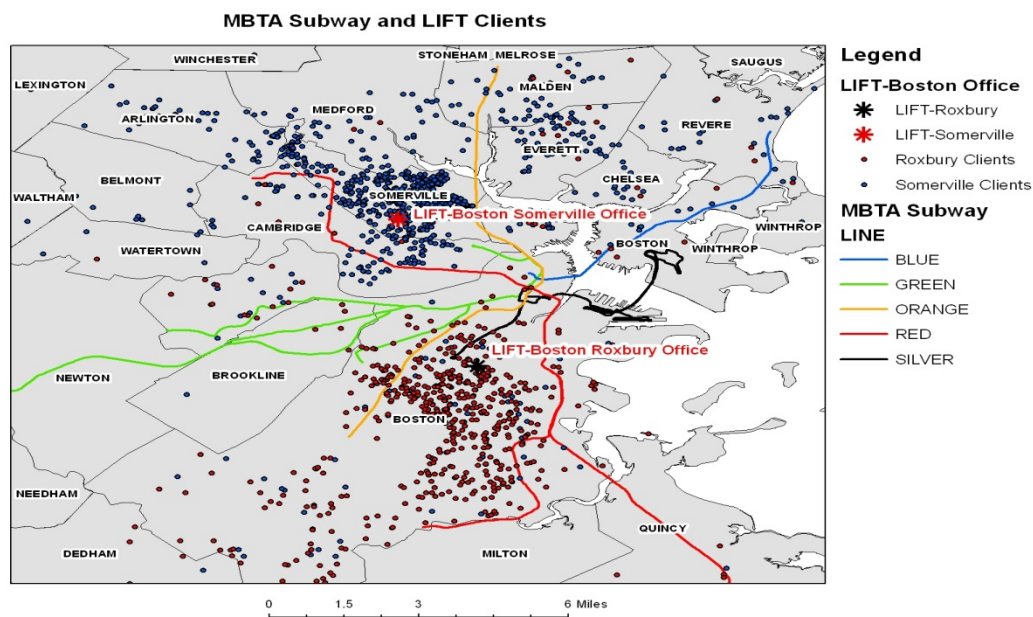 MBTA Subway and LIFT Clients
STONEHAM MELROSE
WINCHESTER
SAUGUS
LEXINGTON
MALDEN
MEDFORD
ARLINGTON
REVERE
EVERETT
BELMONT
CHELSEA
WALTHAM
SOMERVILLE
LIFT-Boston Somerville Office
CAMBRIDGE
WINTHROP
BOSTON
WINTHROP
WATERTOWN
LIFT-Boston Roxbury Office
NEWTON
BROOKLINE
BOSTON
NEEDHAM
QUINCY
DEDHAM
MILTON
Legend
LIFT-Boston Office
LIFT-Roxbury
LIFT-Somerville
Roxbury Clients
Somerville Clients
MBTA Subway
LINE
BLUE
GREEN
ORANGE
RED
SILVER
0 1.5 3 6 Miles